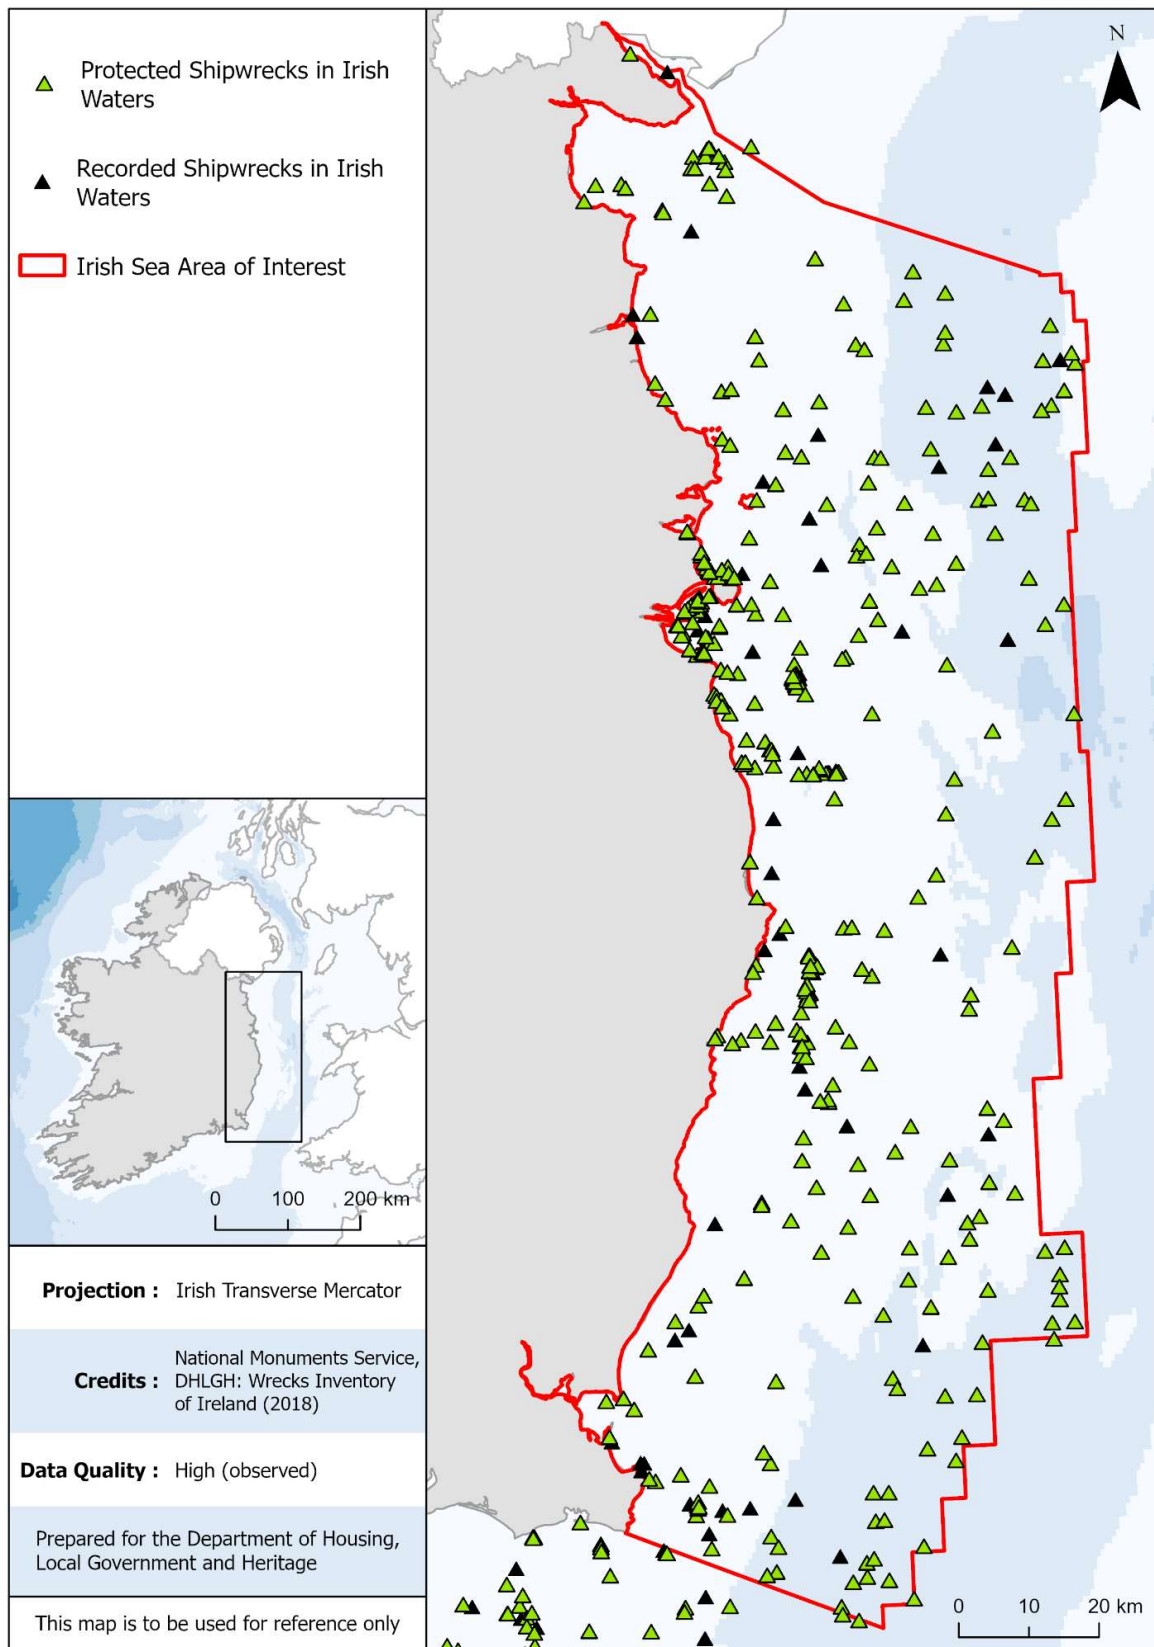 Protected Shipwrecks in Irish
Waters
Recorded Shipwrecks in Irish
Waters
Irish Sea Area of Interest
N
0 100 200 km
Projection : Irish Transverse Mercator
Credits : National Monuments Service,
DHLGH: Wrecks Inventory
of Ireland (2018)
Data Quality : High (observed)
Prepared for the Department of Housing,
Local Government and Heritage
This map is to be used for reference only
0 10 20 km